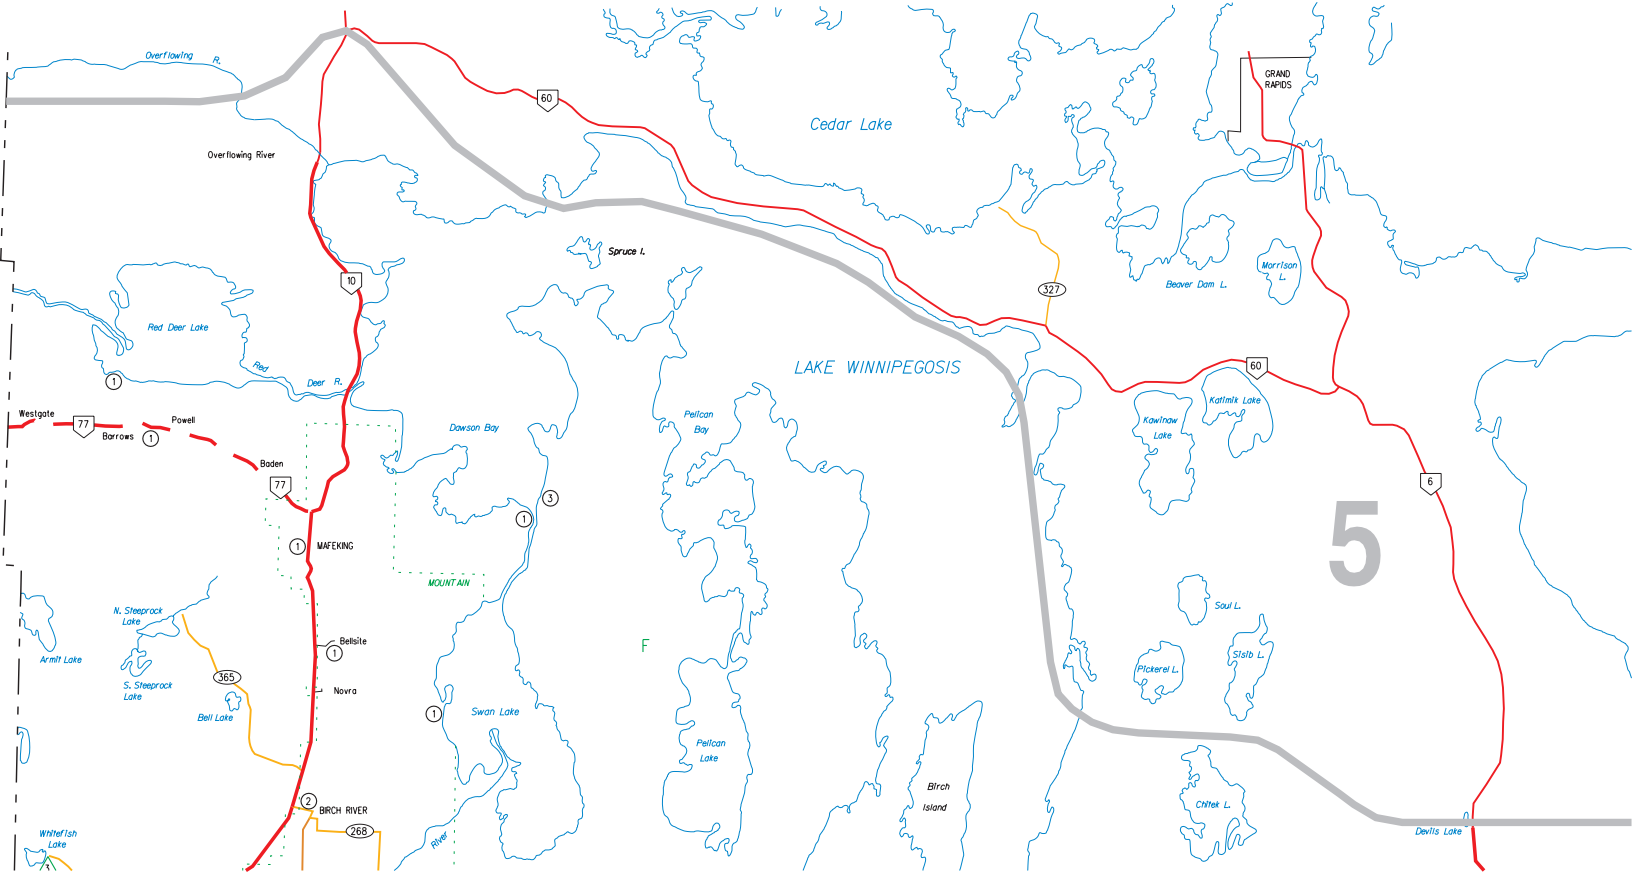 Overflowing R.
GRAND
RAPIDS
60
Cedar Lake
Overflowing River
Spruce I.
Morrison
L.
10
Beaver Dam L.
327
Red Deer Lake
LAKE WINNIPEGOSIS
Red Deer R.
60
1
Katimik Lake
Westgate
77
Barrows
1
Powell
Pelican
Bay
Kawinaw
Lake
Dawson Bay
Baden
77
6
3
1
5
1
MAFEKING
MOUNTAIN
N. Steeprock
Lake
Soul L.
Bellsite
1
F
Armit Lake
Sisib L.
Pickerel L.
365
S. Steeprock
Lake
Novra
Bell Lake
1
Swan Lake
Pelican
Lake
Birch
Island
2
BIRCH RIVER
Chitek L.
268
Whitefish
Lake
River
Devils Lake
3